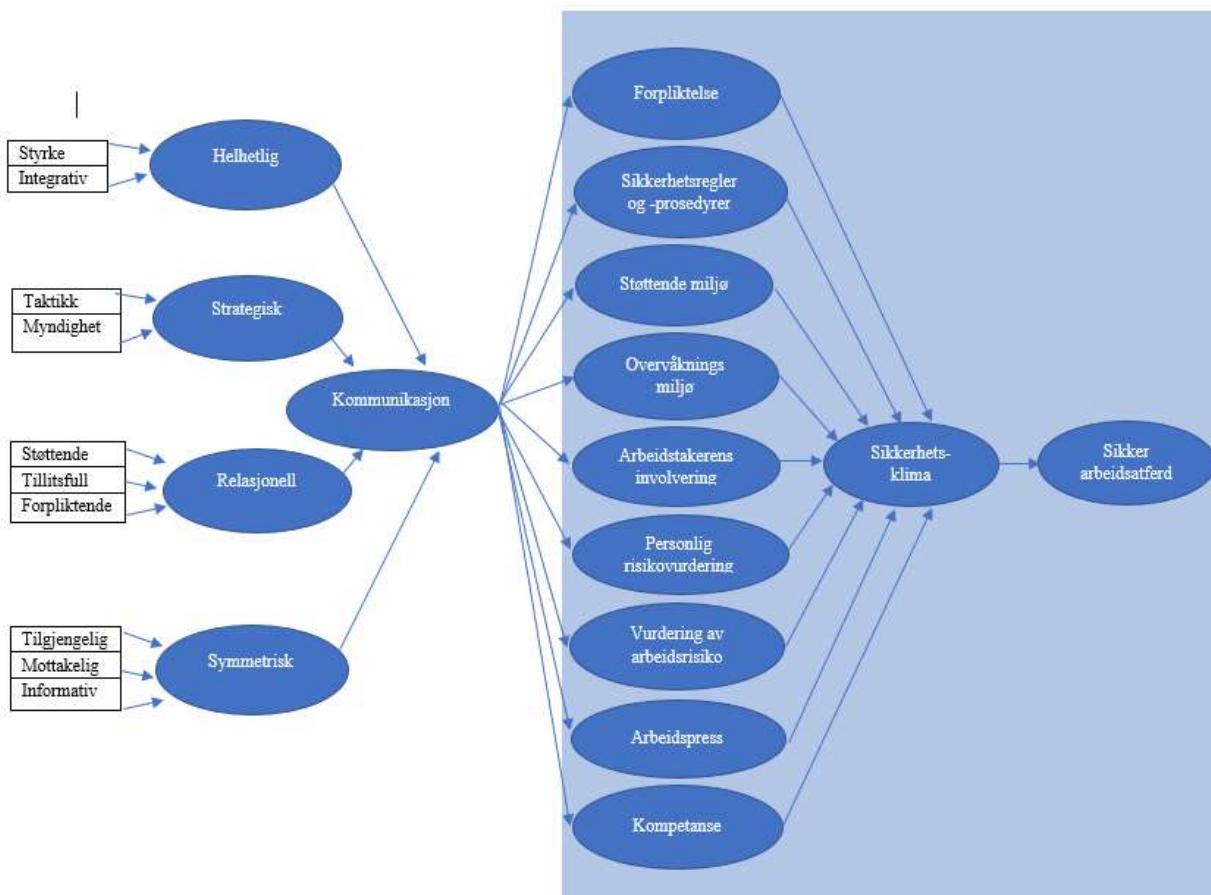 Styrke
Integrativ
Helhetlig
Taktikk
Myndighet
Strategisk
Støttende
Tillitsfull
Forpliktende
Relasjonell
Tilgjengelig
Mottakelig
Informativ
Symmetrisk
Kommunikasjon
Forpliktelse
Sikkerhetsregler
og -prosedyrer
Støttende miljø
Overvåknings
miljø
Arbeidstakerens
involvering
Personlig
risikovurdering
Vurdering av
arbeidsrisiko
Arbeidspress
Kompetanse
Sikkerhets-
klima
Sikker
arbeidsatferd